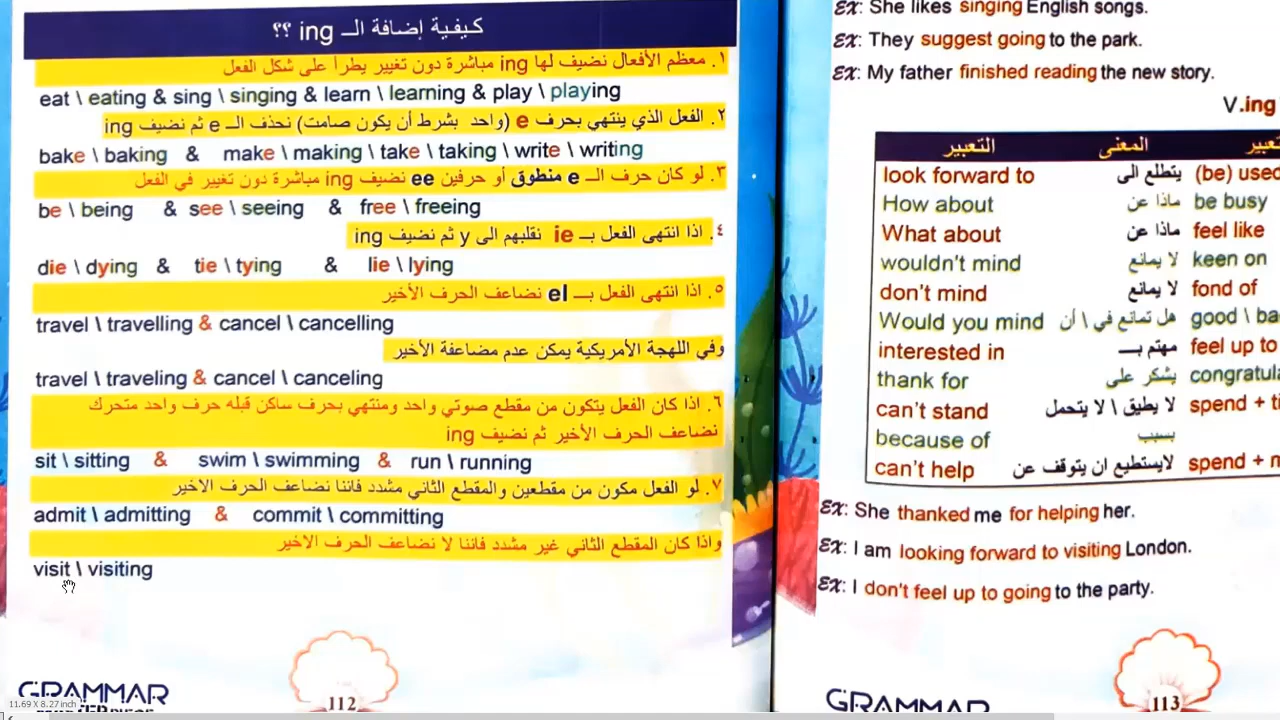 كيفية إضافة الـ ing ؟؟
١. معظم الأفعال نضيف لها ing مباشرة دون تغيير يطرأ على شكل الفعل
eat \ eating & sing \ singing & learn \ learning & play \ playing
٢. الفعل الذي ينتهي بحرف e (واحد بشرط أن يكون صامت) نحذف الـ e ثم نضيف ing
bake \ baking & make \ making \ take \ taking \ write \ writing
٣. لو كان حرف الـ e منطوق أو حرفين ee نضيف ing مباشرة دون تغيير في الفعل
be \ being & see \ seeing & free \ freeing
٤. اذا انتهى الفعل بـ ie نقلبهم الى y ثم نضيف ing
die \ dying & tie \ tying & lie \ lying
٥. اذا انتهى الفعل بـ el نضاعف الحرف الأخير
travel \ travelling & cancel \ cancelling
وفي اللهجة الأمريكية يمكن عدم مضاعفة الأخير
travel \ traveling & cancel \ canceling
٦. اذا كان الفعل يتكون من مقطع صوتي واحد ومنتهي بحرف ساكن قبله حرف واحد متحرك
نضاعف الحرف الأخير ثم نضيف ing
sit \ sitting & swim \ swimming & run \ running
٧. لو الفعل مكون من مقطعين والمقطع الثاني مشدد فاننا نضاعف الحرف الاخير
admit \ admitting & commit \ committing
واذا كان المقطع الثاني غير مشدد فاننا لا نضاعف الحرف الاخير
visit \ visiting
GRAMMAR
11.69 X 8.27 inch
112
Ex: She likes singing English songs.
Ex: They suggest going to the park.
Ex: My father finished reading the new story.
V.ing
التعبير المعنى
look forward to يتطلع الى (be) used
How about ماذا عن be busy
What about ماذا عن feel like
wouldn't mind لا يمانع keen on
don't mind لا يمانع fond of
Would you mind هل تمانع في \ أن good \ ba
interested in مهتم بـ feel up to
thank for يشكر على congratula
can't stand لا يطيق \ لا يتحمل spend + ti
because of بسبب
can't help لايستطيع ان يتوقف عن spend + m
Ex: She thanked me for helping her.
Ex: I am looking forward to visiting London.
Ex: I don't feel up to going to the party.
GRAMMAR
113